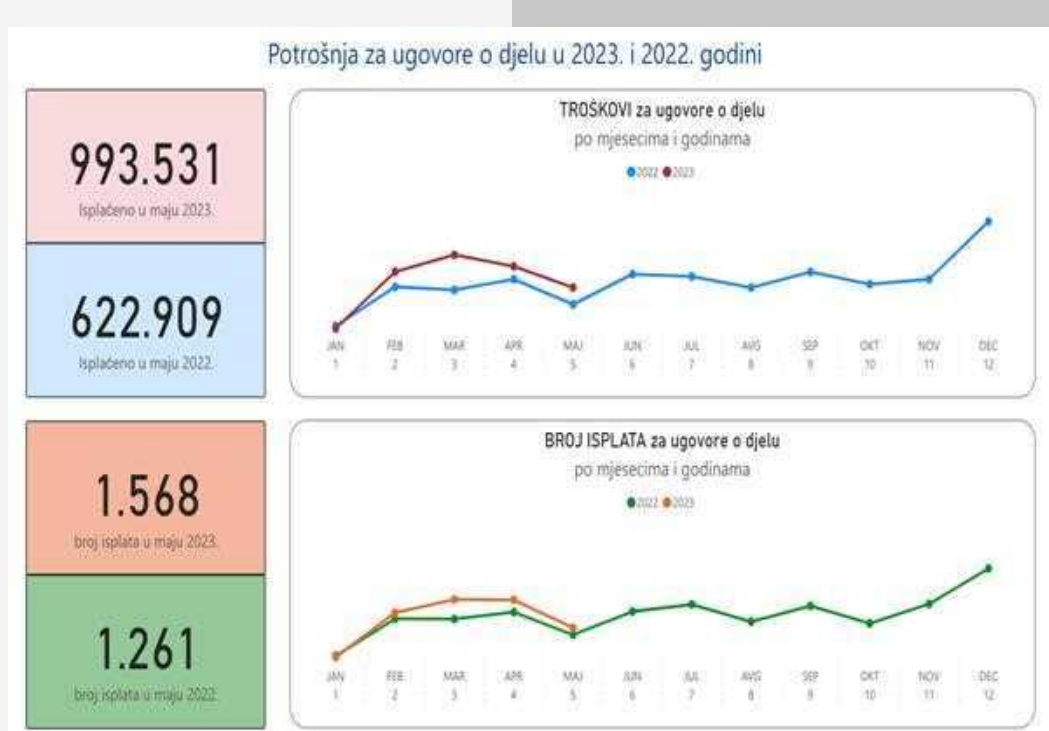 Potrošnja za ugovore o djelu u 2023. i 2022. godini
993.531
Isplaćeno u maju 2023.
622.909
Isplaćeno u maju 2022.
TROŠKOVI za ugovore o djelu
po mjesecima i godinama
2022 2023
JAN FEB MAR APR MAJ JUN JUL AVG SEP OKT NOV DEC
1 2 3 4 5 6 7 8 9 10 11 12
1.568
broj isplata u maju 2023.
1.261
broj isplata u maju 2022.
BROJ ISPLATA za ugovore o djelu
po mjesecima i godinama
2022 2023
JAN FEB MAR APR MAJ JUN JUL AVG SEP OKT NOV DEC
1 2 3 4 5 6 7 8 9 10 11 12